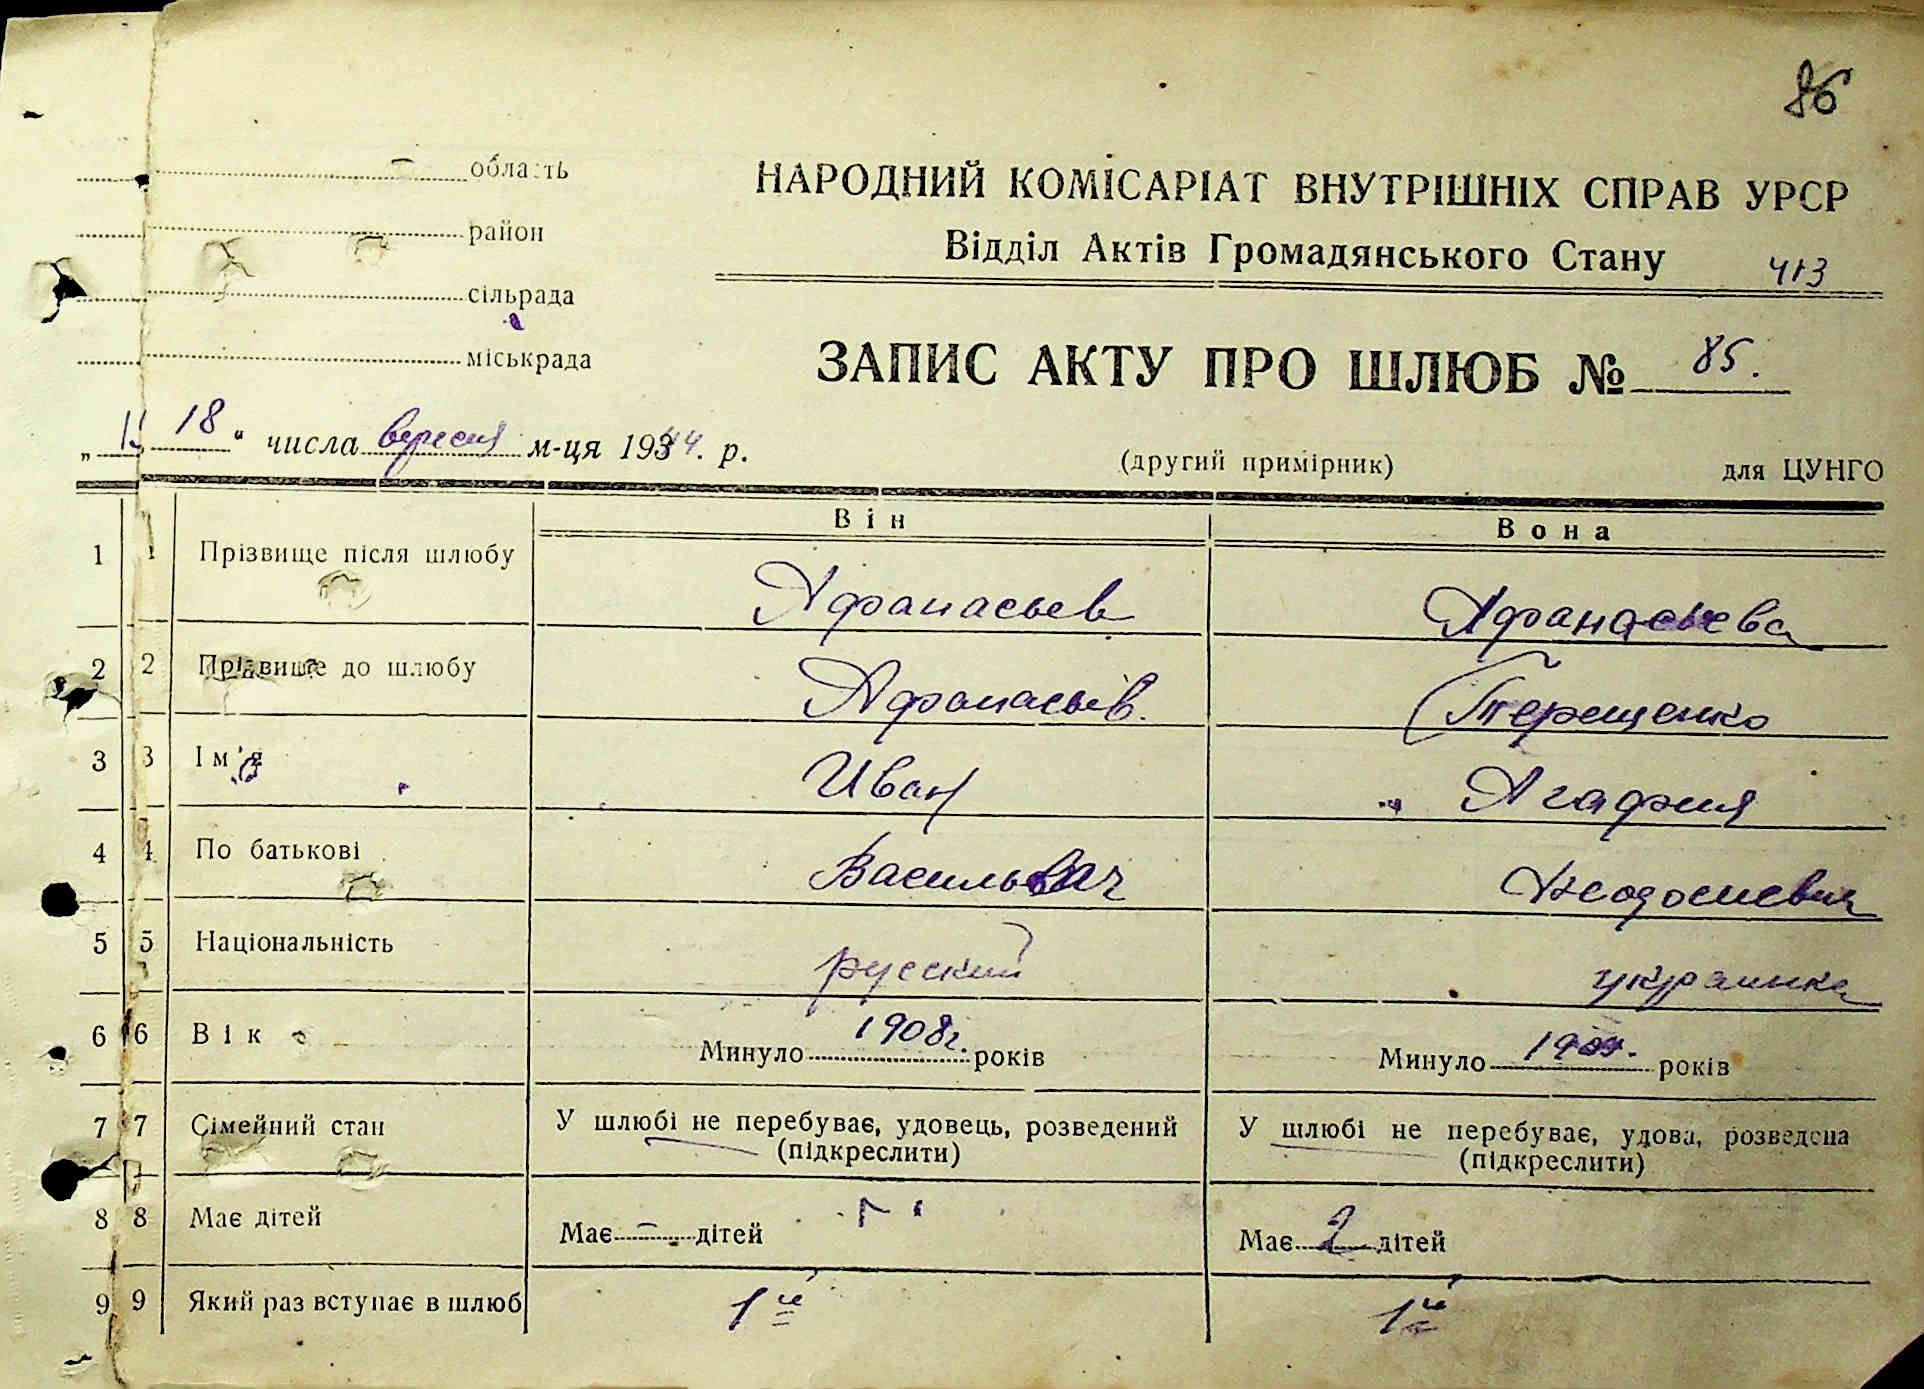 86
область
район
сільрада
міськрада
НАРОДНИЙ КОМІСАРІАТ ВНУТРІШНІХ СПРАВ УРСР
Відділ Актів Громадянського Стану
413
ЗАПИС АКТУ ПРО ШЛЮБ № 85.
„ 18 " числа вересня м-ця 1944. р.
(другий примірник) для ЦУНГО
Він Вона
1 1 Прізвище після шлюбу Афанасьев Афанасьева
2 2 Прізвище до шлюбу Афанасьев. Терещенко
3 3 Ім'я Иван Агафия
4 4 По батькові Васильевич
5 5 Національність русский украинка
6 6 Вік Минуло 1908г. років Минуло років
7 7 Сімейний стан У шлюбі не перебуває, удовець, розведений У шлюбі не перебуває, удова, розведена
(підкреслити) (підкреслити)
8 8 Має дітей Має – дітей Має 2 дітей
9 9 Який раз вступає в шлюб 1й 1й